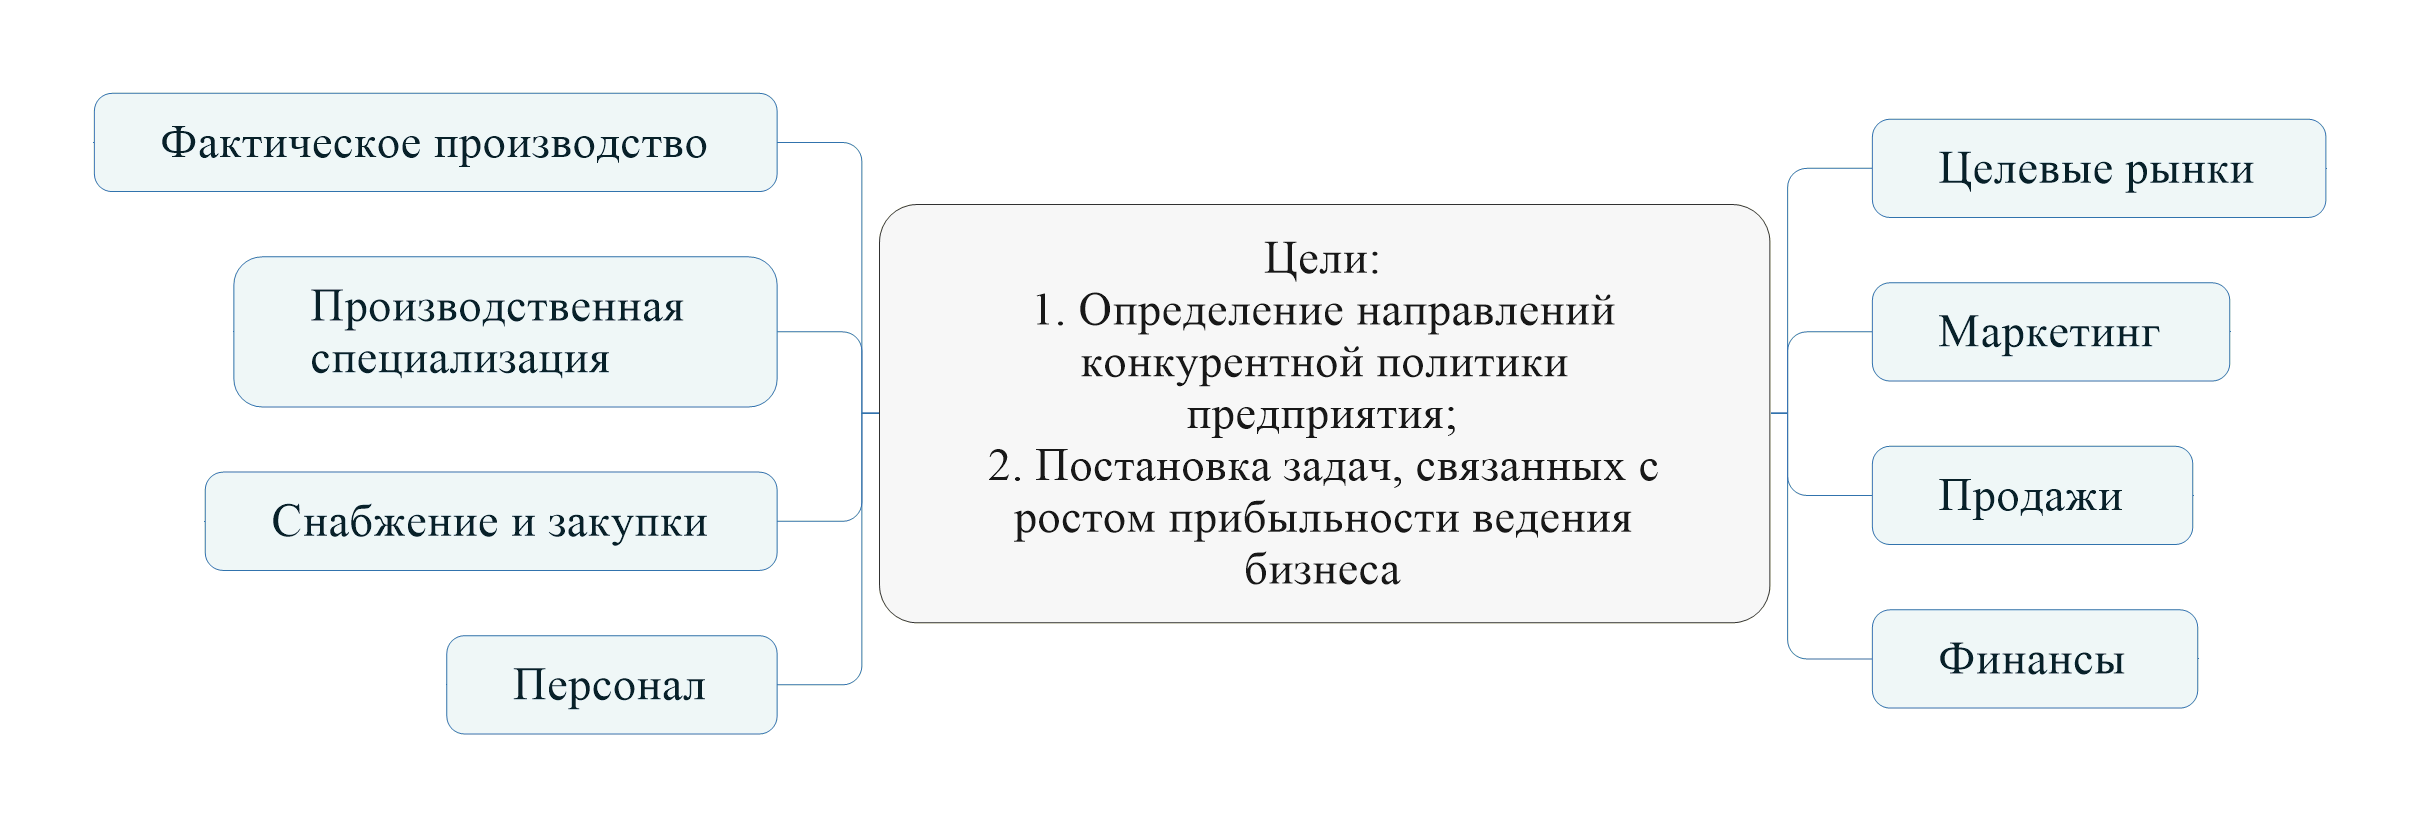 Фактическое производство
Производственная
специализация
Снабжение и закупки
Персонал
Цели:
1. Определение направлений
конкурентной политики
предприятия;
2. Постановка задач, связанных с
ростом прибыльности ведения
бизнеса
Целевые рынки
Маркетинг
Продажи
Финансы